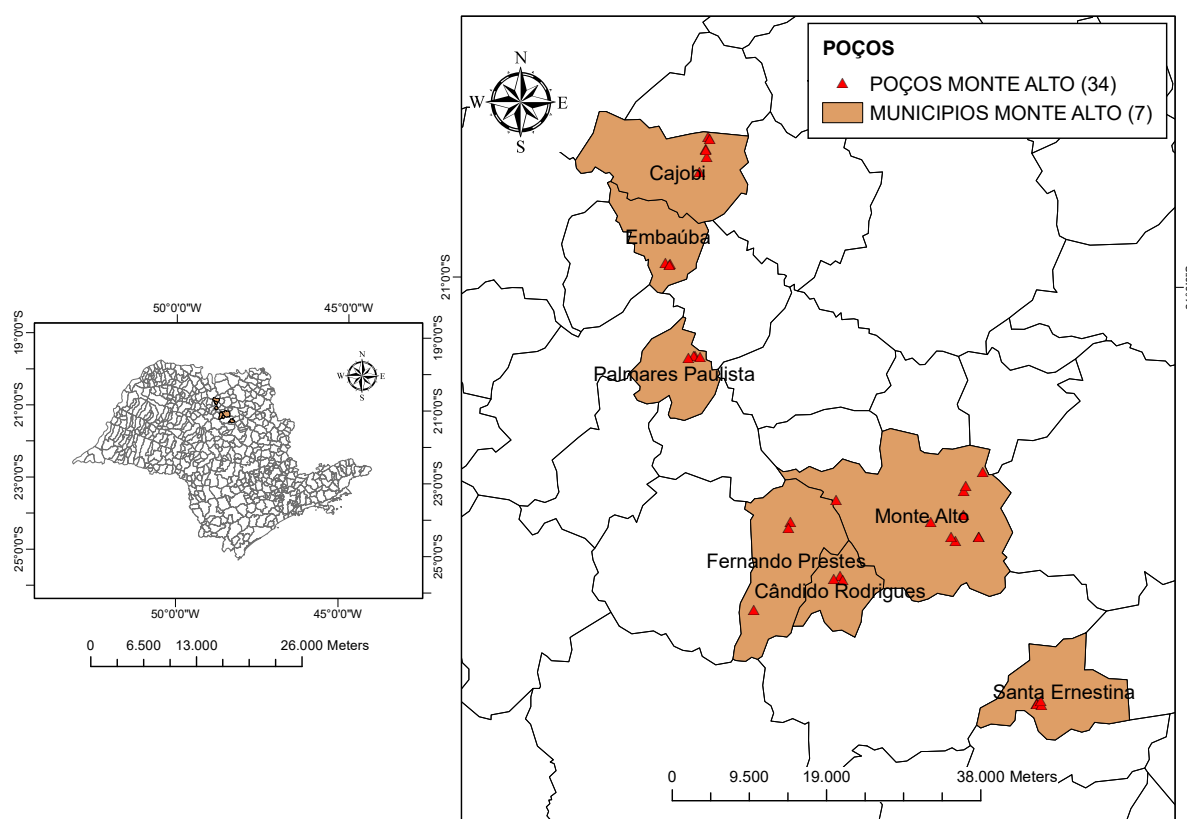 POÇOS
POÇOS MONTE ALTO (34)
MUNICIPIOS MONTE ALTO (7)
N
W E
S
Cajobi
Embaúba
21°0'0"S
Palmares Paulista
Monte Alto
Fernando Prestes
Cândido Rodrigues
Santa Ernestina
0 9.500 19.000 38.000 Meters
50°0'0"W 45°0'0"W
19°0'0"S 19°0'0"S
N
W E
S
21°0'0"S 21°0'0"S
23°0'0"S 23°0'0"S
25°0'0"S 25°0'0"S
50°0'0"W 45°0'0"W
0 6.500 13.000 26.000 Meters